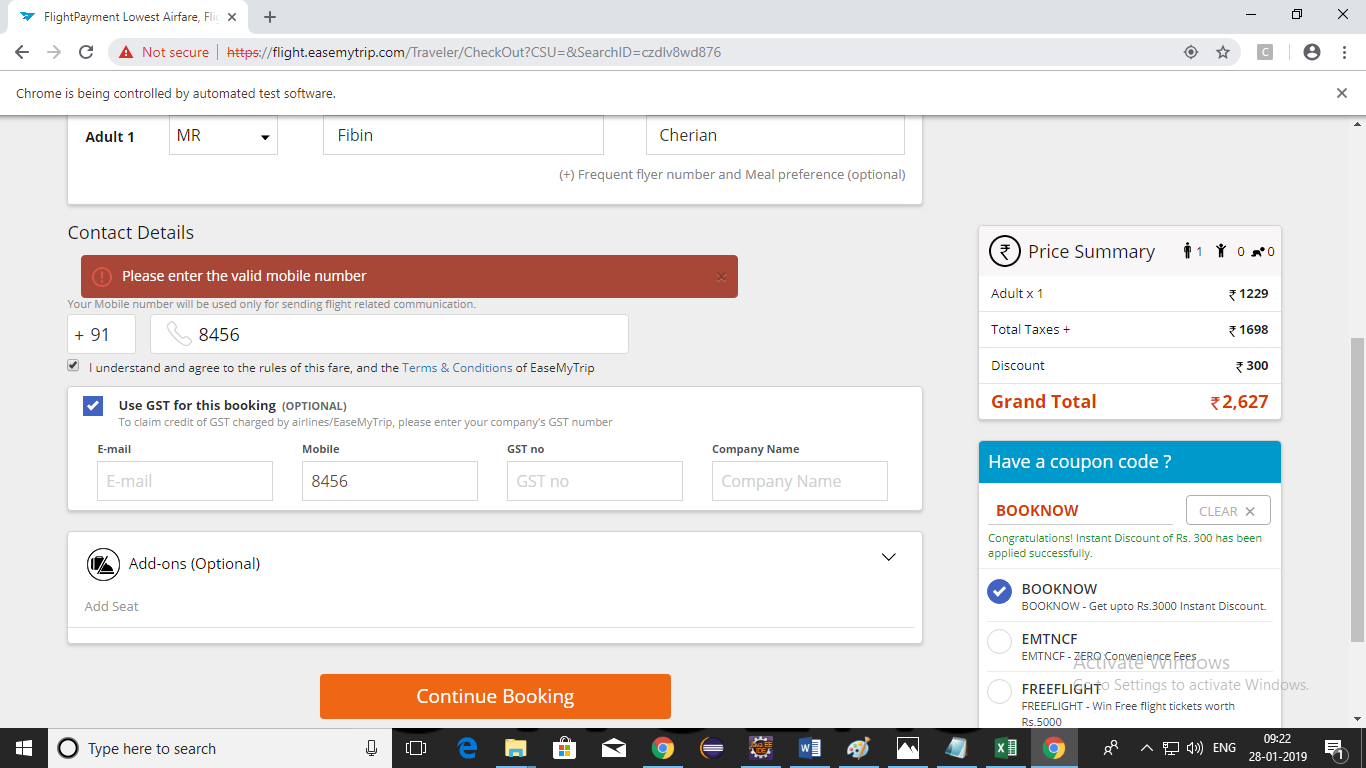 FlightPayment Lowest Airfare, Fli
Not secure
https://flight.easemytrip.com/Traveler/CheckOut?CSU=&SearchID=czdlv8wd876
C
Chrome is being controlled by automated test software.
Adult 1 MR Fibin Cherian
(+) Frequent flyer number and Meal preference (optional)
Contact Details
Please enter the valid mobile number
Your Mobile number will be used only for sending flight related communication.
+ 91 8456
I understand and agree to the rules of this fare, and the Terms & Conditions of EaseMyTrip
Use GST for this booking (OPTIONAL)
To claim credit of GST charged by airlines/EaseMyTrip, please enter your company's GST number
E-mail Mobile GST no Company Name
E-mail 8456 GST no Company Name
Add-ons (Optional)
Add Seat
Continue Booking
₹ Price Summary 1 0 0
Adult x 1 ₹ 1229
Total Taxes + ₹ 1698
Discount ₹ 300
Grand Total ₹ 2,627
Have a coupon code ?
BOOKNOW CLEAR ✕
Congratulations! Instant Discount of Rs. 300 has been
applied successfully.
BOOKNOW
BOOKNOW - Get upto Rs.3000 Instant Discount.
EMTNCF
EMTNCF - ZERO Convenience Fees
Activate Windows
Go to Settings to activate Windows.
FREEFLIGHT
FREEFLIGHT - Win Free flight tickets worth
Rs.5000
Type here to search
ENG
09:22
28-01-2019
1